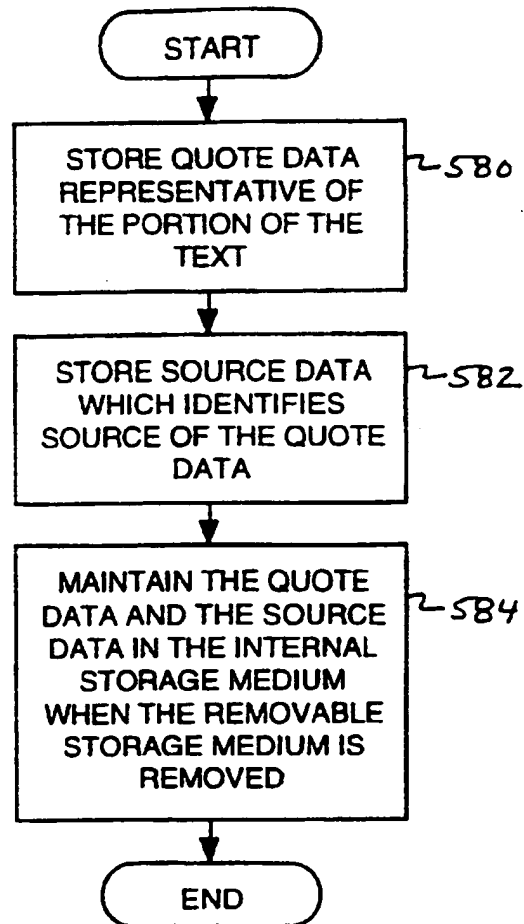 START
STORE QUOTE DATA
REPRESENTATIVE OF
THE PORTION OF THE
TEXT
580
STORE SOURCE DATA
WHICH IDENTIFIES
SOURCE OF THE QUOTE
DATA
582
MAINTAIN THE QUOTE
DATA AND THE SOURCE
DATA IN THE INTERNAL
STORAGE MEDIUM
WHEN THE REMOVABLE
STORAGE MEDIUM IS
REMOVED
584
END